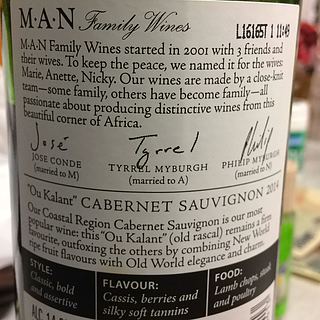 M·A·N Family Wines
L1616ST 1 11:43
M·A·N Family Wines started in 2001 with 3 friends and
their wives. To keep the peace, we named it for the wives:
Marie, Anette, Nicky. Our wines are made by a close-knit
team—some family, others have become family—all
passionate about producing distinctive wines from this
beautiful corner of Africa.
José Tyrrel Philip
JOSE CONDE TYRREL MYBURGH PHILIP MYBURGH
(married to M) (married to A) (married to N)
"Ou Kalant" CABERNET SAUVIGNON 2014
Our Coastal Region Cabernet Sauvignon is our most
popular wine: this "Ou Kalant" (old rascal) remains a firm
favourite, outfoxing the others by combining New World
ripe fruit flavours with Old World elegance and charm.
STYLE:
Classic, bold
and assertive
FLAVOUR:
Cassis, berries and
silky soft tannins
FOOD:
Lamb chops, steak
and poultry